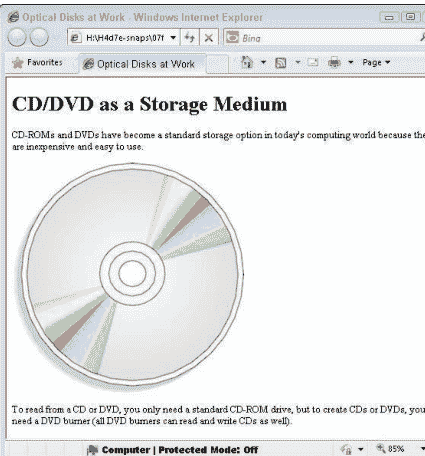 Optical Disks at Work - Windows Internet Explorer
H:\H4d7e-snaps\07f
Bing
Favorites Optical Disks at Work Page
CD/DVD as a Storage Medium
CD-ROMs and DVDs have become a standard storage option in today's computing world because the
are inexpensive and easy to use.
To read from a CD or DVD, you only need a standard CD-ROM drive, but to create CDs or DVDs, you
need a DVD burner (all DVD burners can read and write CDs as well).
Computer | Protected Mode: Off 85%